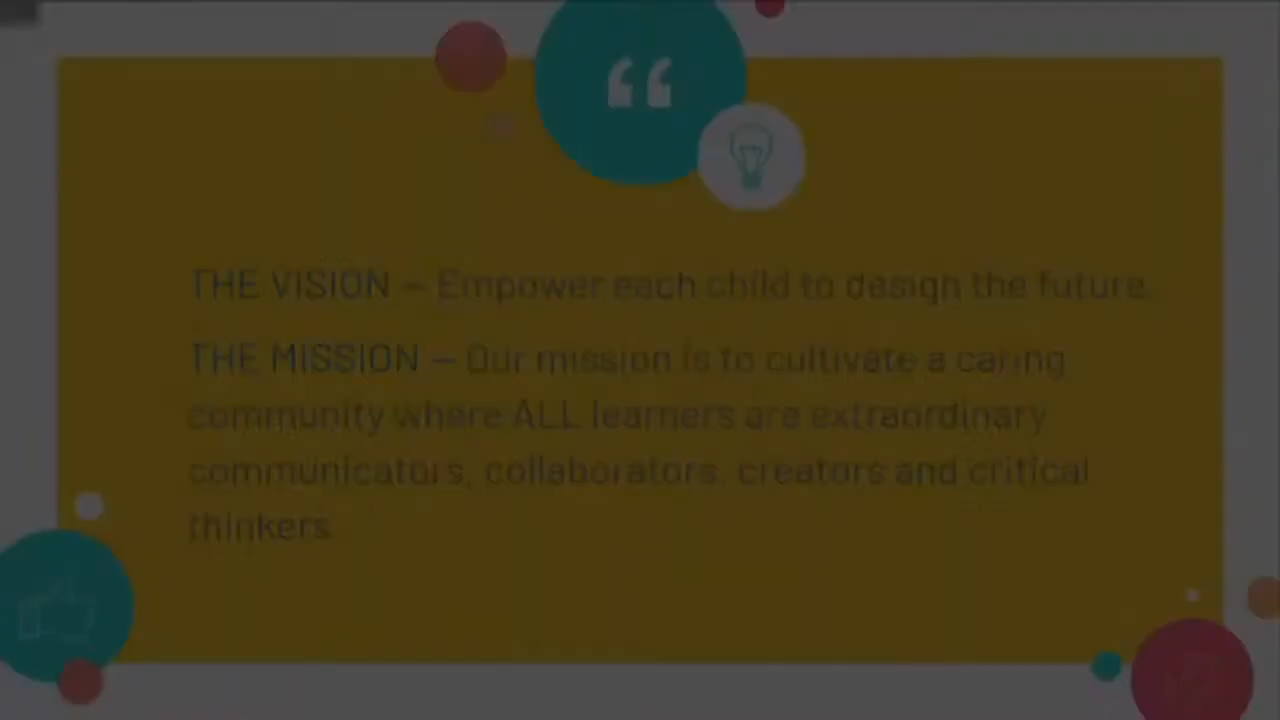 “
THE VISION – Empower each child to design the future.
THE MISSION – Our mission is to cultivate a caring
community where ALL learners are extraordinary
communicators, collaborators, creators and critical
thinkers